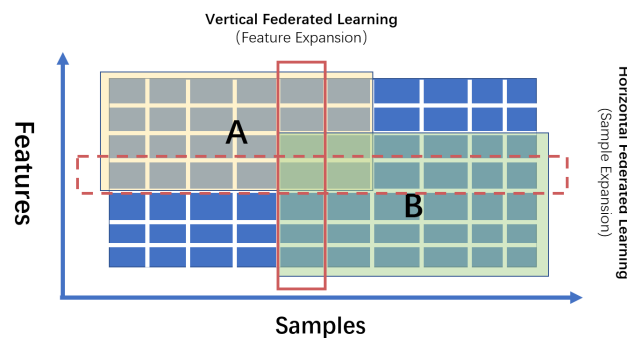 Vertical Federated Learning
(Feature Expansion)
Horizontal Federated Learning
(Sample Expansion)
Features
A
B
Samples